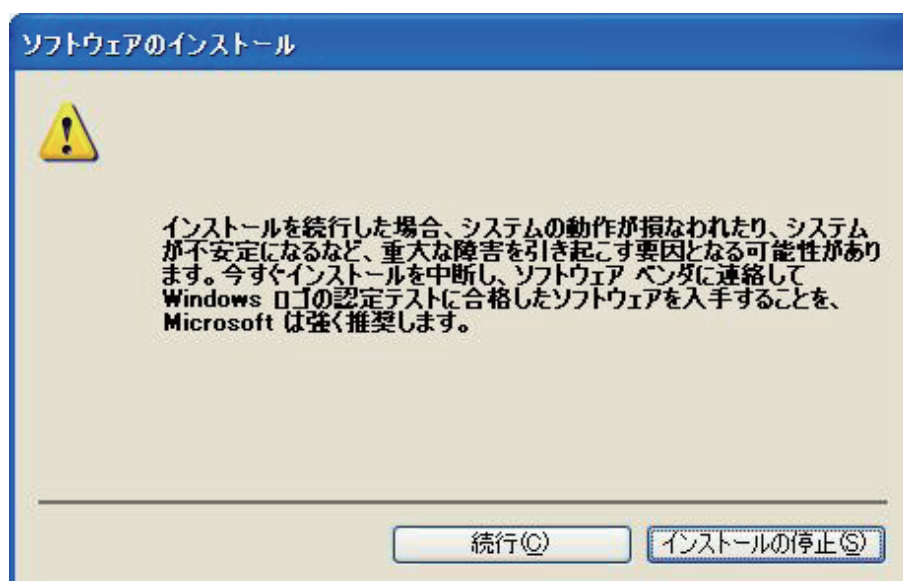 ソフトウェアのインストール
インストールを続行した場合、システムの動作が損なわれたり、システム
が不安定になるなど、重大な障害を引き起こす要因となる可能性があり
ます。今すぐインストールを中断し、ソフトウェア ベンダに連絡して
Windows ロゴの認定テストに合格したソフトウェアを入手することを、
Microsoft は強く推奨します。
続行(C)
インストールの停止(S)